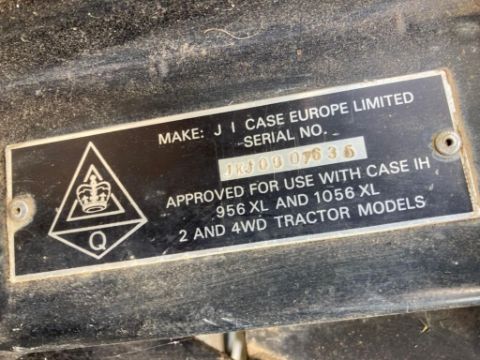 MAKE: J I CASE EUROPE LIMITED
SERIAL NO.
JKJ0007635
APPROVED FOR USE WITH CASE IH
956 XL AND 1056 XL
2 AND 4WD TRACTOR MODELS
Q